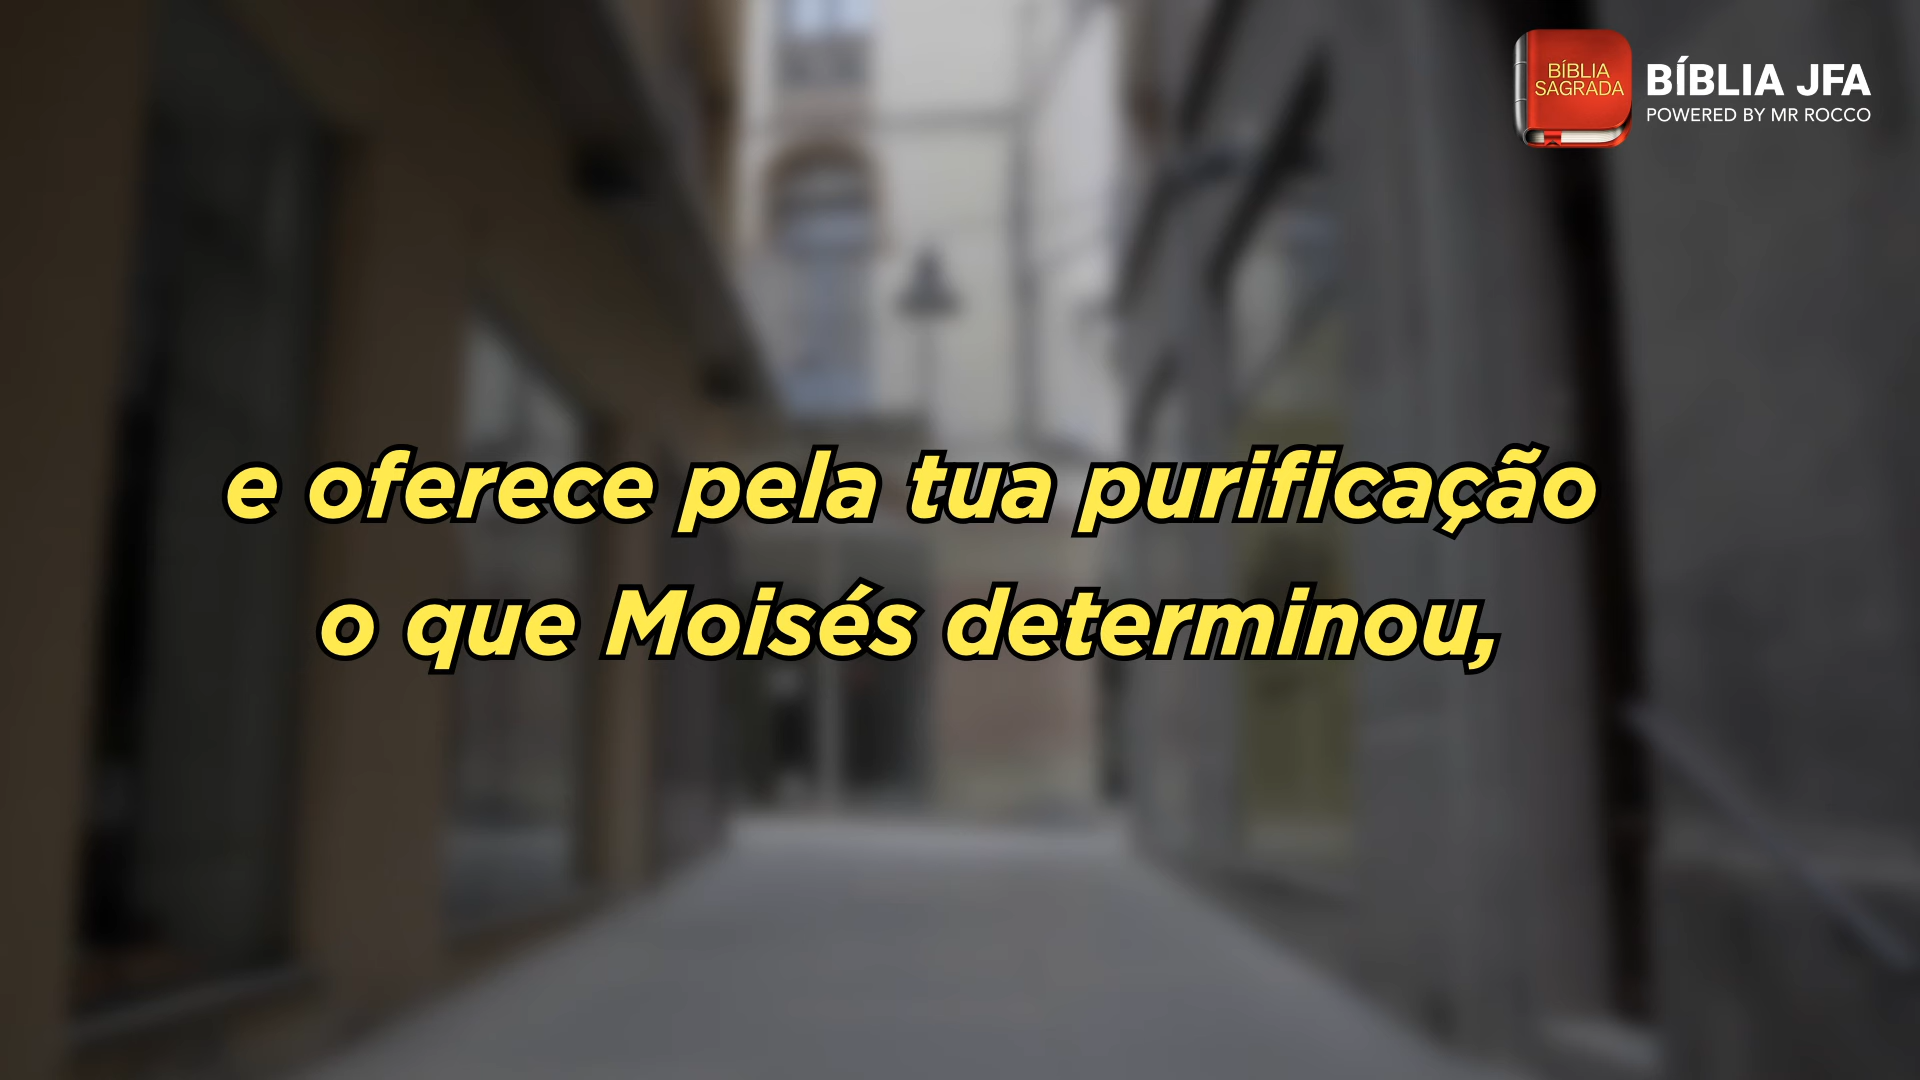 BÍBLIA
SAGRADA
BÍBLIA JFA
POWERED BY MR ROCCO
e oferece pela tua purificação
o que Moisés determinou,